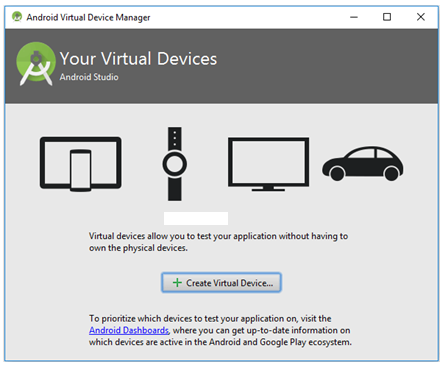 Android Virtual Device Manager
Your Virtual Devices
Android Studio
Virtual devices allow you to test your application without having to
own the physical devices.
Create Virtual Device...
To prioritize which devices to test your application on, visit the
Android Dashboards, where you can get up-to-date information on
which devices are active in the Android and Google Play ecosystem.